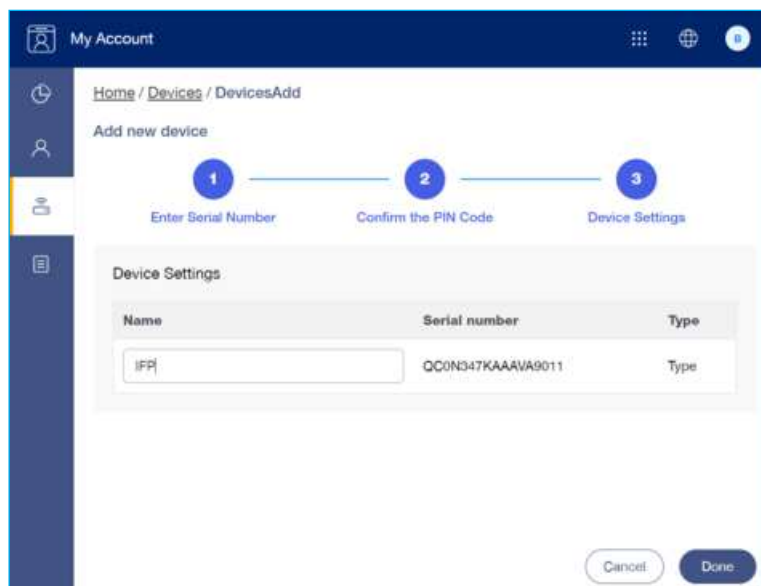 My Account
B
Home / Devices / DevicesAdd
Add new device
1 2 3
Enter Serial Number Confirm the PIN Code Device Settings
Device Settings
Name Serial number Type
IFP QC0N347KAAAVA9011 Type
Cancel Done